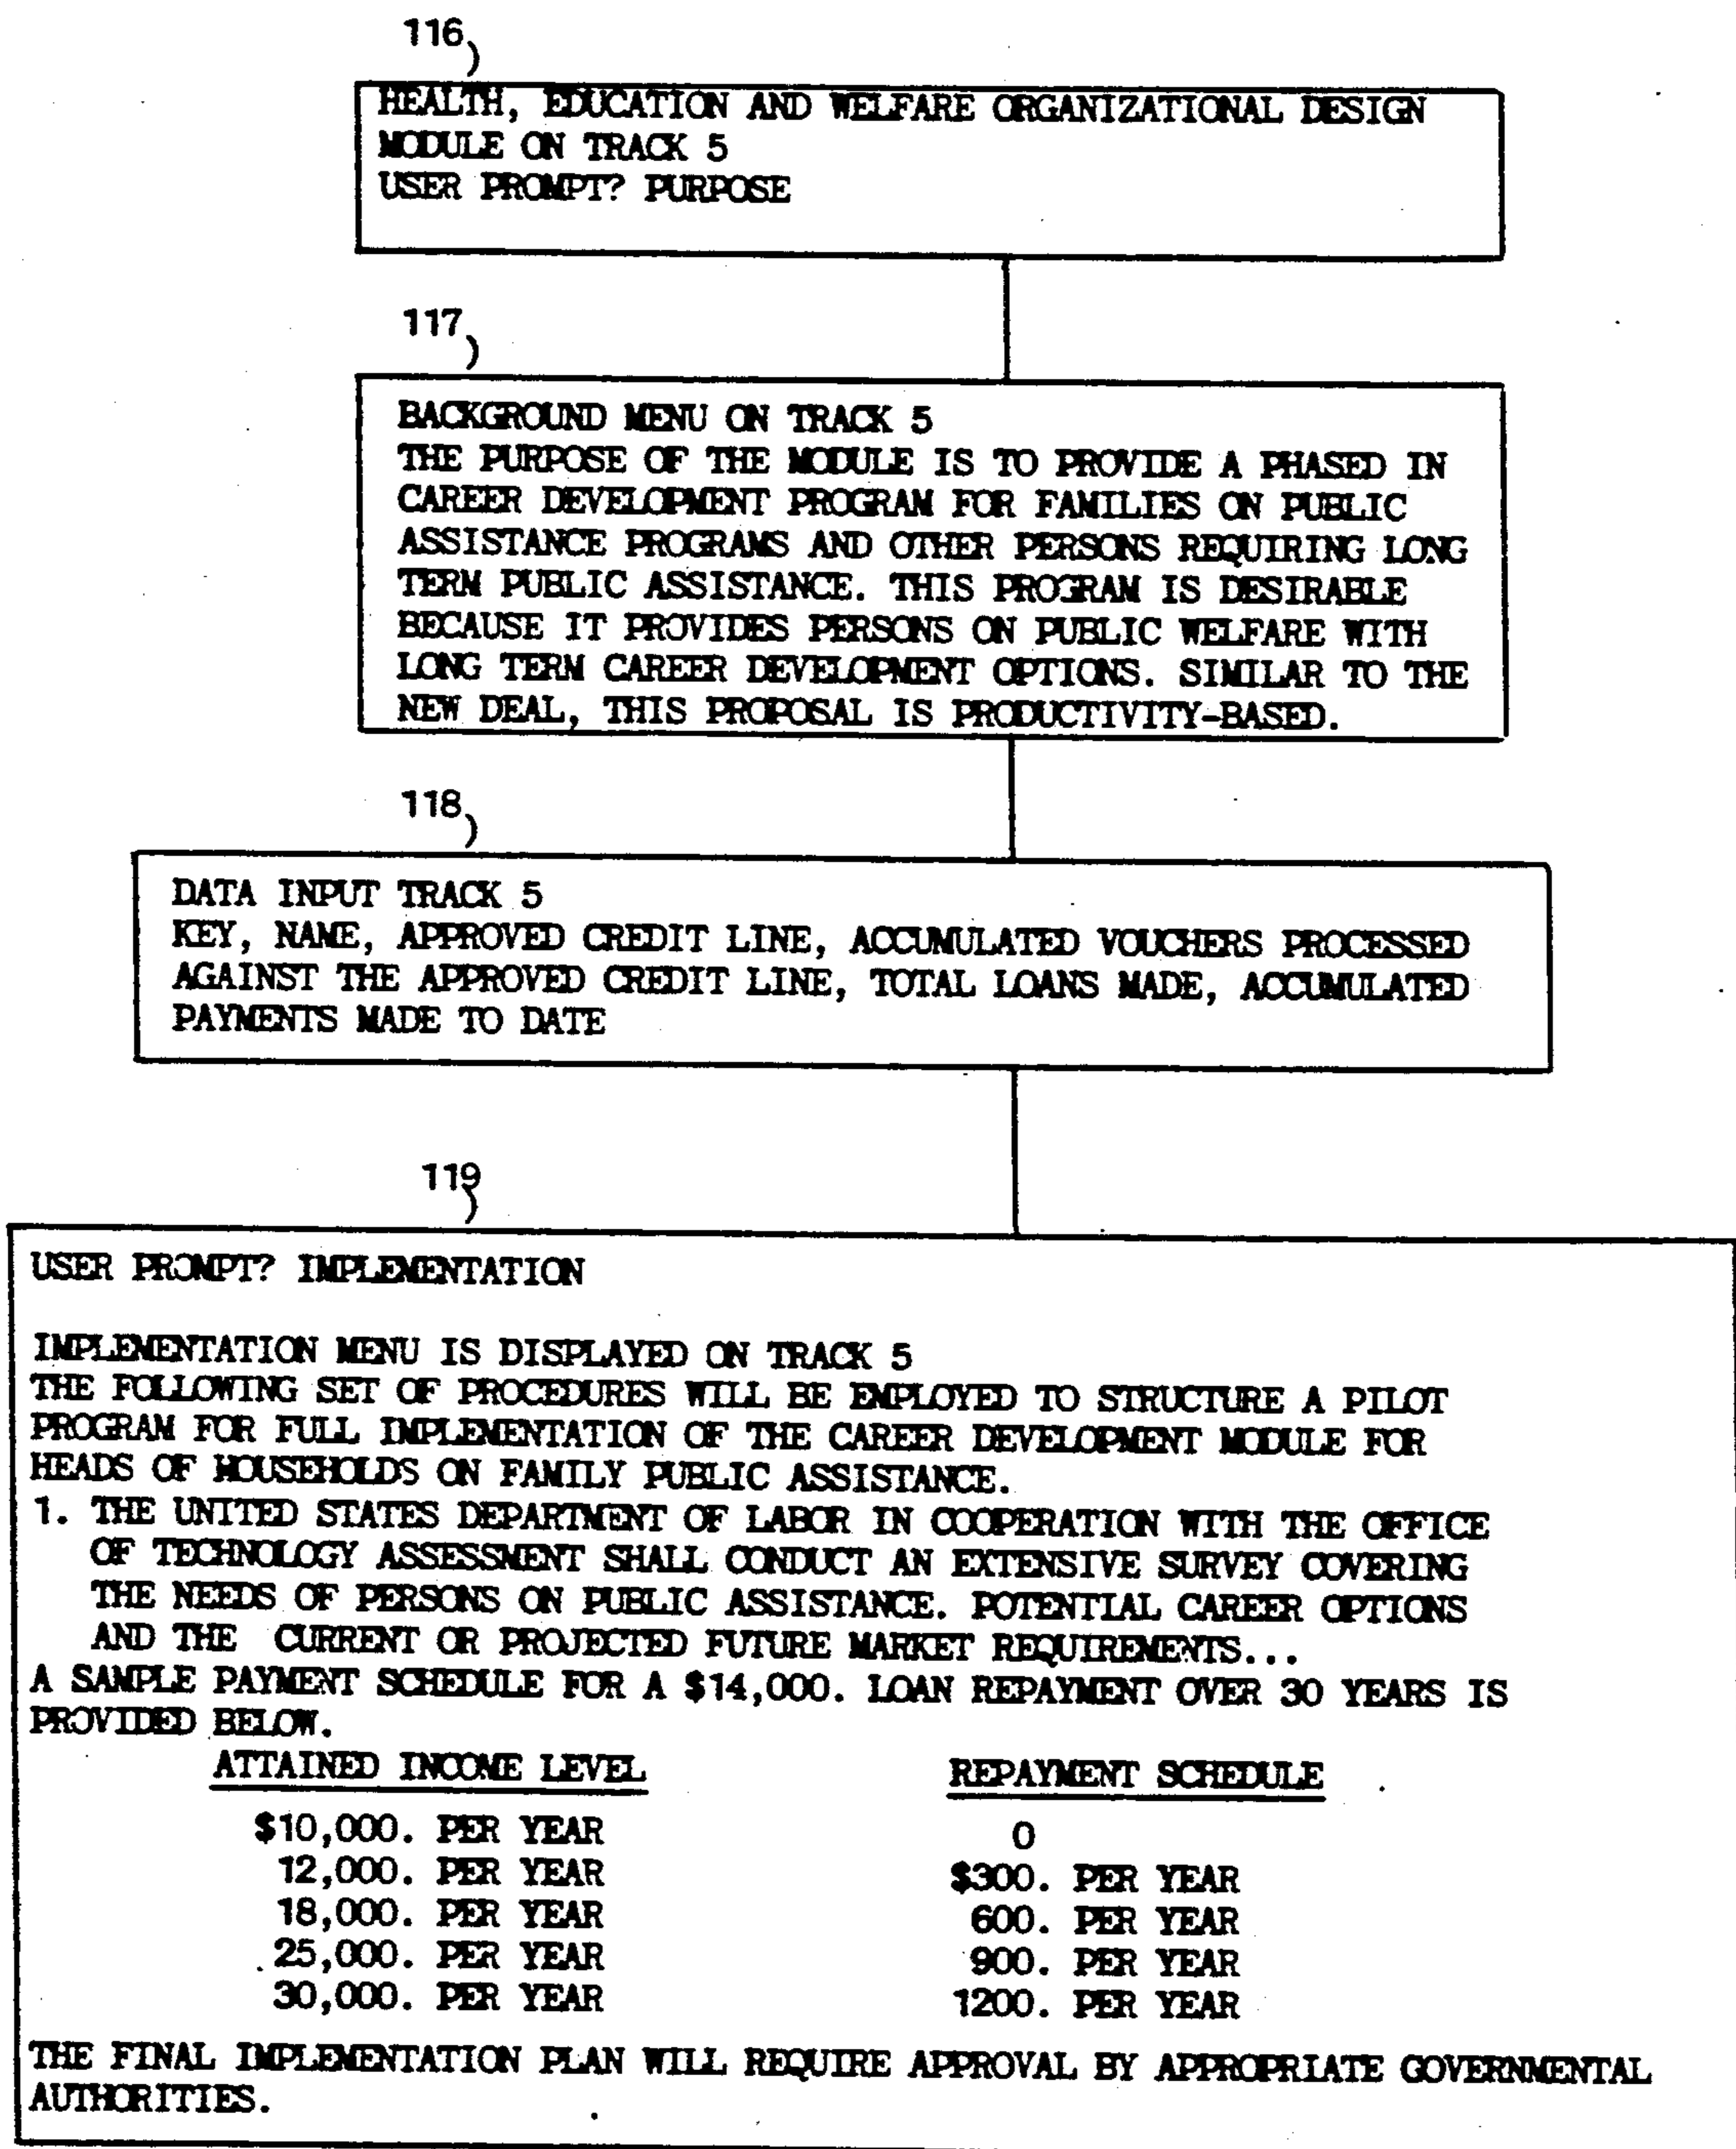 116
HEALTH, EDUCATION AND WELFARE ORGANIZATIONAL DESIGN
MODULE ON TRACK 5
USER PROMPT? PURPOSE
117
BACKGROUND MENU ON TRACK 5
THE PURPOSE OF THE MODULE IS TO PROVIDE A PHASED IN
CAREER DEVELOPMENT PROGRAM FOR FAMILIES ON PUBLIC
ASSISTANCE PROGRAMS AND OTHER PERSONS REQUIRING LONG
TERM PUBLIC ASSISTANCE. THIS PROGRAM IS DESIRABLE
BECAUSE IT PROVIDES PERSONS ON PUBLIC WELFARE WITH
LONG TERM CAREER DEVELOPMENT OPTIONS. SIMILAR TO THE
NEW DEAL, THIS PROPOSAL IS PRODUCTIVITY-BASED.
118
DATA INPUT TRACK 5
KEY, NAME, APPROVED CREDIT LINE, ACCUMULATED VOUCHERS PROCESSED
AGAINST THE APPROVED CREDIT LINE, TOTAL LOANS MADE, ACCUMULATED
PAYMENTS MADE TO DATE
119
USER PROMPT? IMPLEMENTATION
IMPLEMENTATION MENU IS DISPLAYED ON TRACK 5
THE FOLLOWING SET OF PROCEDURES WILL BE EMPLOYED TO STRUCTURE A PILOT
PROGRAM FOR FULL IMPLEMENTATION OF THE CAREER DEVELOPMENT MODULE FOR
HEADS OF HOUSEHOLDS ON FAMILY PUBLIC ASSISTANCE.
1. THE UNITED STATES DEPARTMENT OF LABOR IN COOPERATION WITH THE OFFICE
OF TECHNOLOGY ASSESSMENT SHALL CONDUCT AN EXTENSIVE SURVEY COVERING
THE NEEDS OF PERSONS ON PUBLIC ASSISTANCE. POTENTIAL CAREER OPTIONS
AND THE CURRENT OR PROJECTED FUTURE MARKET REQUIREMENTS...
A SAMPLE PAYMENT SCHEDULE FOR A $14,000. LOAN REPAYMENT OVER 30 YEARS IS
PROVIDED BELOW.
ATTAINED INCOME LEVEL REPAYMENT SCHEDULE
$10,000. PER YEAR 0
12,000. PER YEAR $300. PER YEAR
18,000. PER YEAR 600. PER YEAR
25,000. PER YEAR 900. PER YEAR
30,000. PER YEAR 1200. PER YEAR
THE FINAL IMPLEMENTATION PLAN WILL REQUIRE APPROVAL BY APPROPRIATE GOVERNMENTAL
AUTHORITIES.